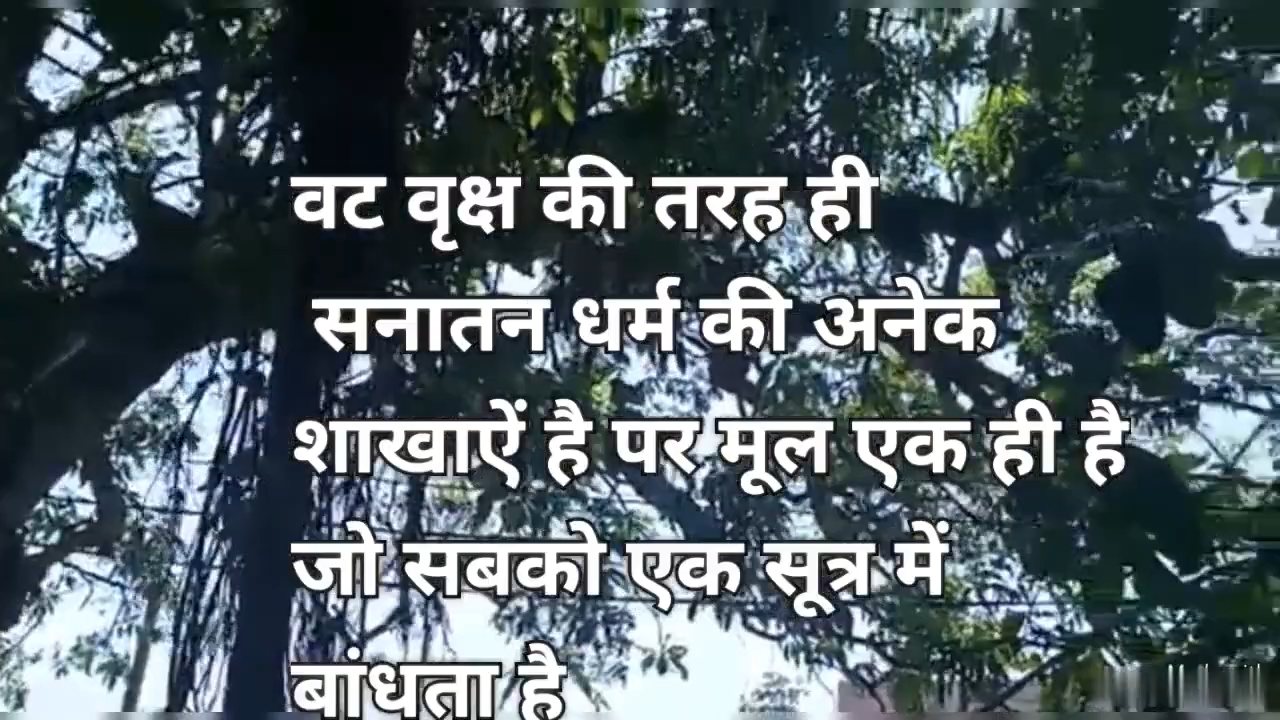 वट वृक्ष की तरह ही
सनातन धर्म की अनेक
शाखाऐं है पर मूल एक ही है
जो सबको एक सूत्र में
बांधता है